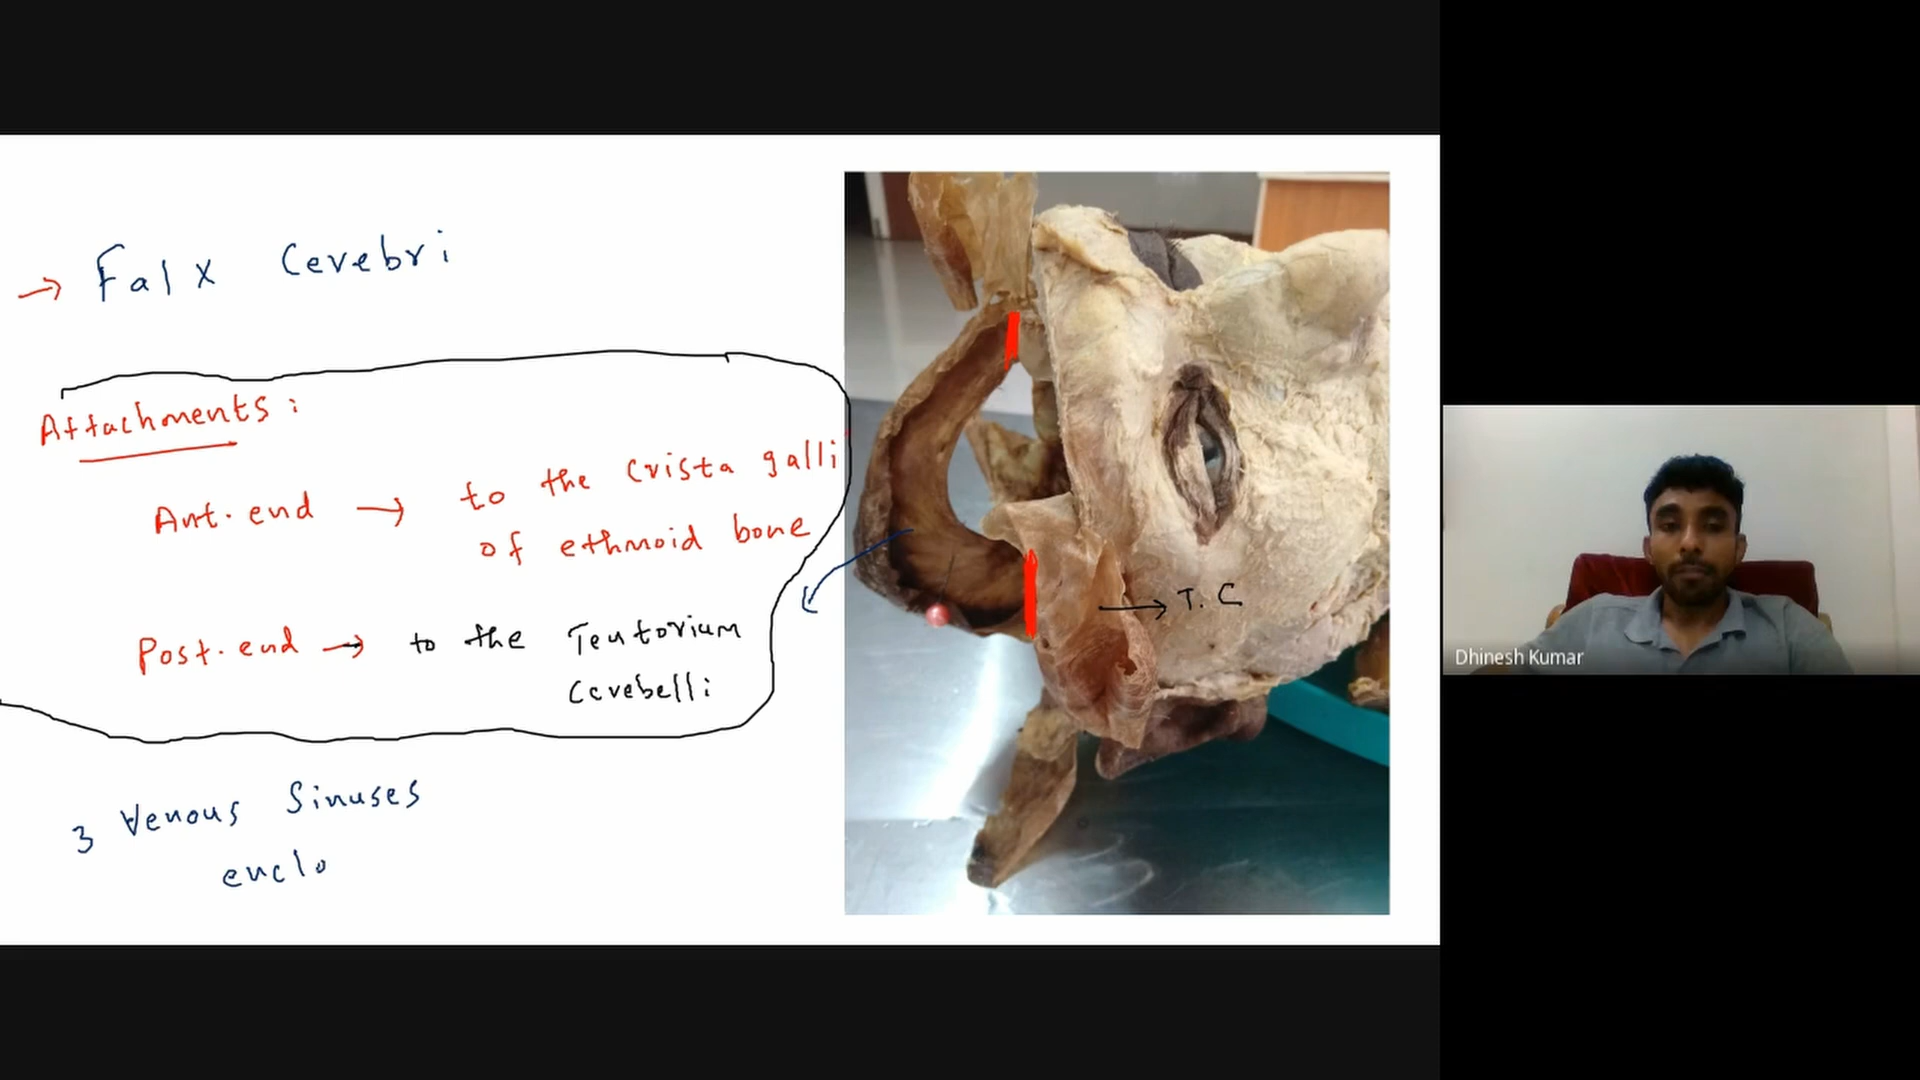 → Falx Cerebri
Attachments:
Ant. end → to the Crista galli
of ethmoid bone
Post. end → to the Tentorium
Cerebelli
3 Venous Sinuses
enclo
→ T. C
Dhinesh Kumar